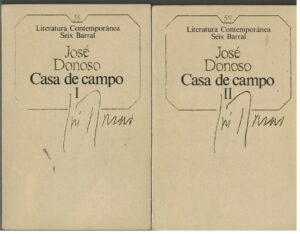 Literatura Contemporánea
Seix Barral
José
Donoso
Casa de campo
I
59
Literatura Contemporánea
Seix Barral
José
Donoso
Casa de campo
II